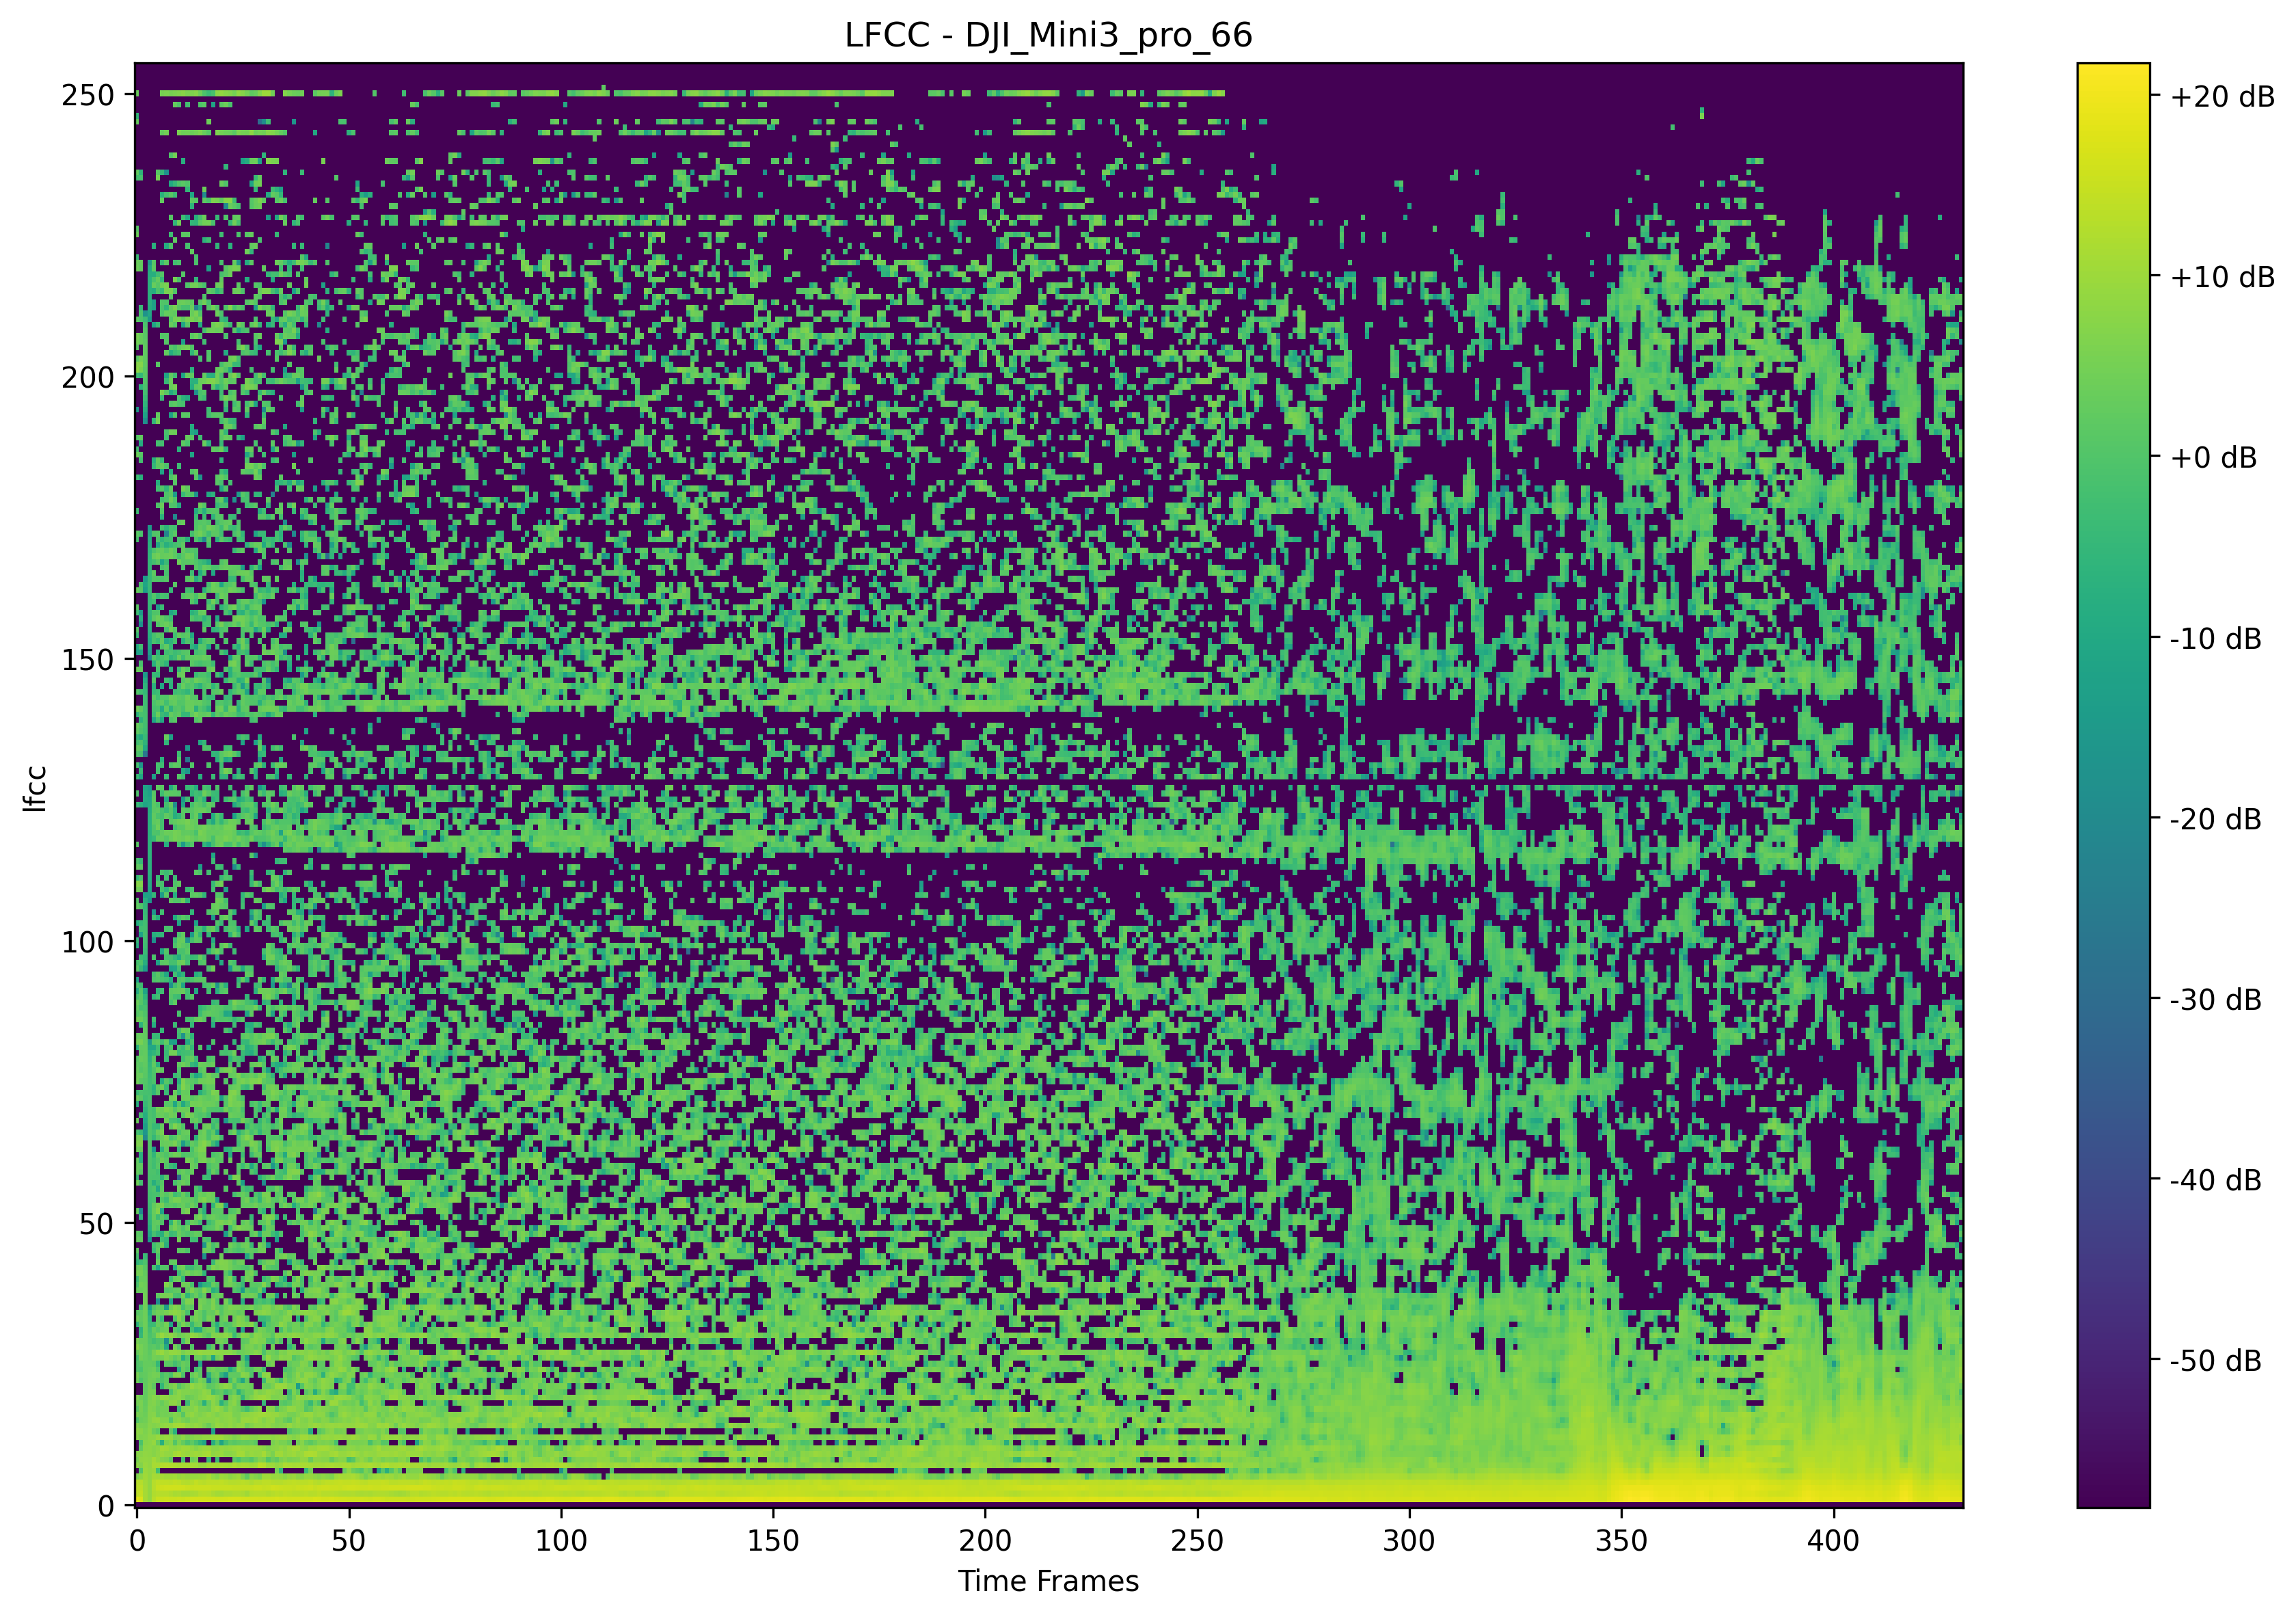 LFCC - DJI_Mini3_pro_66
250
200
150
100
50
0
lfcc
0
50
100
150
200
250
300
350
400
Time Frames
+20 dB
+10 dB
+0 dB
-10 dB
-20 dB
-30 dB
-40 dB
-50 dB